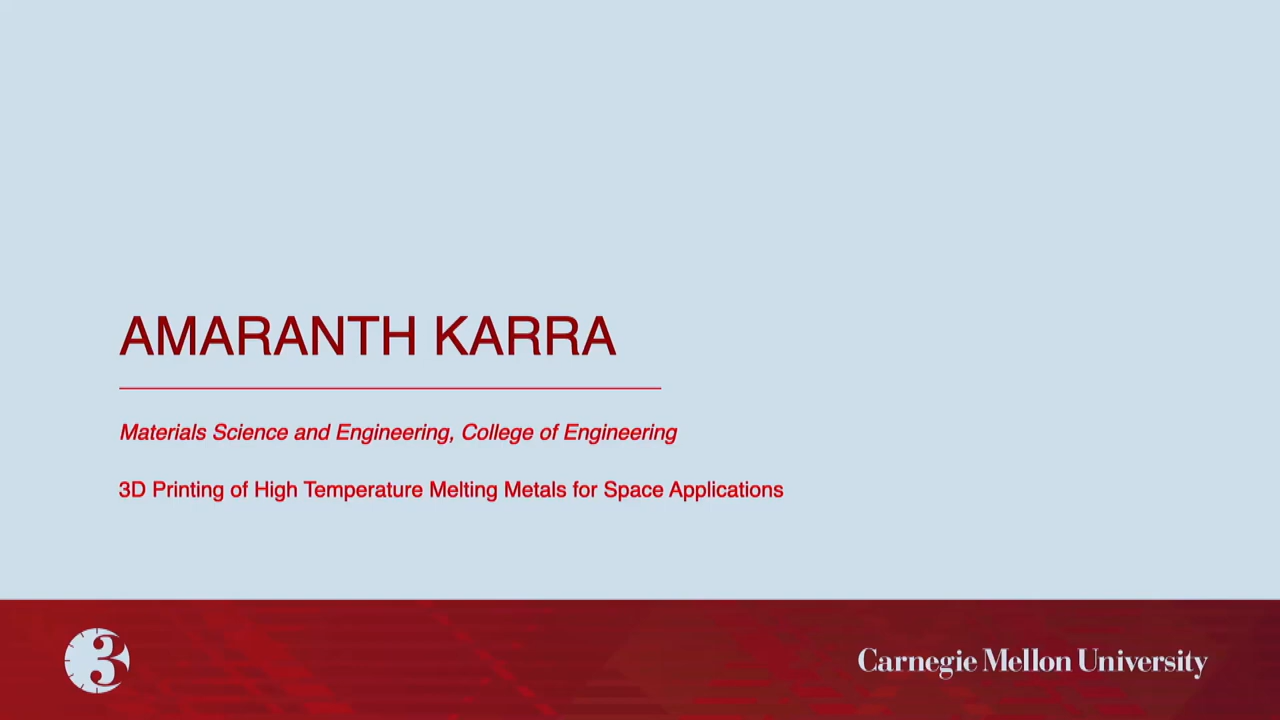 AMARANTH KARRA
Materials Science and Engineering, College of Engineering
3D Printing of High Temperature Melting Metals for Space Applications
3
Carnegie Mellon University